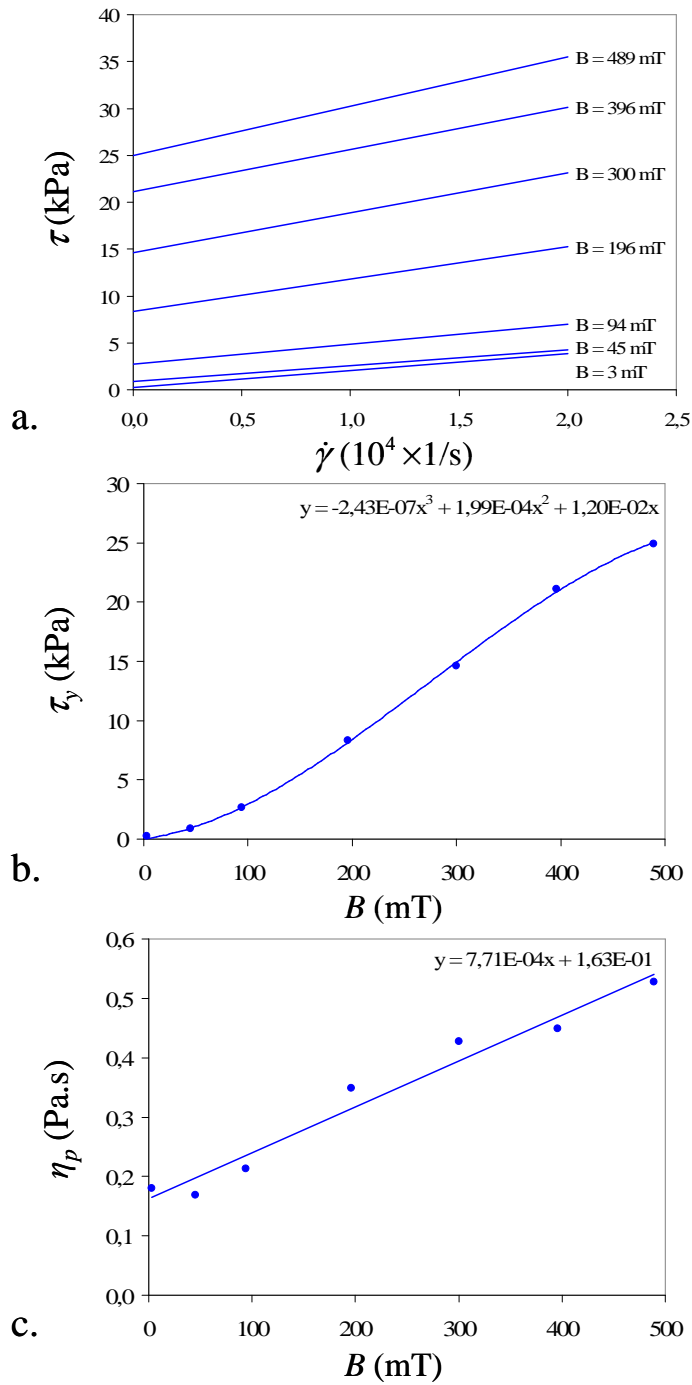 40
35
30
25
20
15
10
5
0
τ (kPa)
B = 489 mT
B = 396 mT
B = 300 mT
B = 196 mT
B = 94 mT
B = 45 mT
B = 3 mT
0,0 0,5 1,0 1,5 2,0 2,5
a.
γ̇ (10⁴ ×1/s)
30
25
20
15
10
5
0
τy (kPa)
y = -2,43E-07x³ + 1,99E-04x² + 1,20E-02x
0 100 200 300 400 500
b.
B (mT)
0,6
0,5
0,4
0,3
0,2
0,1
0,0
ηp (Pa.s)
y = 7,71E-04x + 1,63E-01
0 100 200 300 400 500
c.
B (mT)